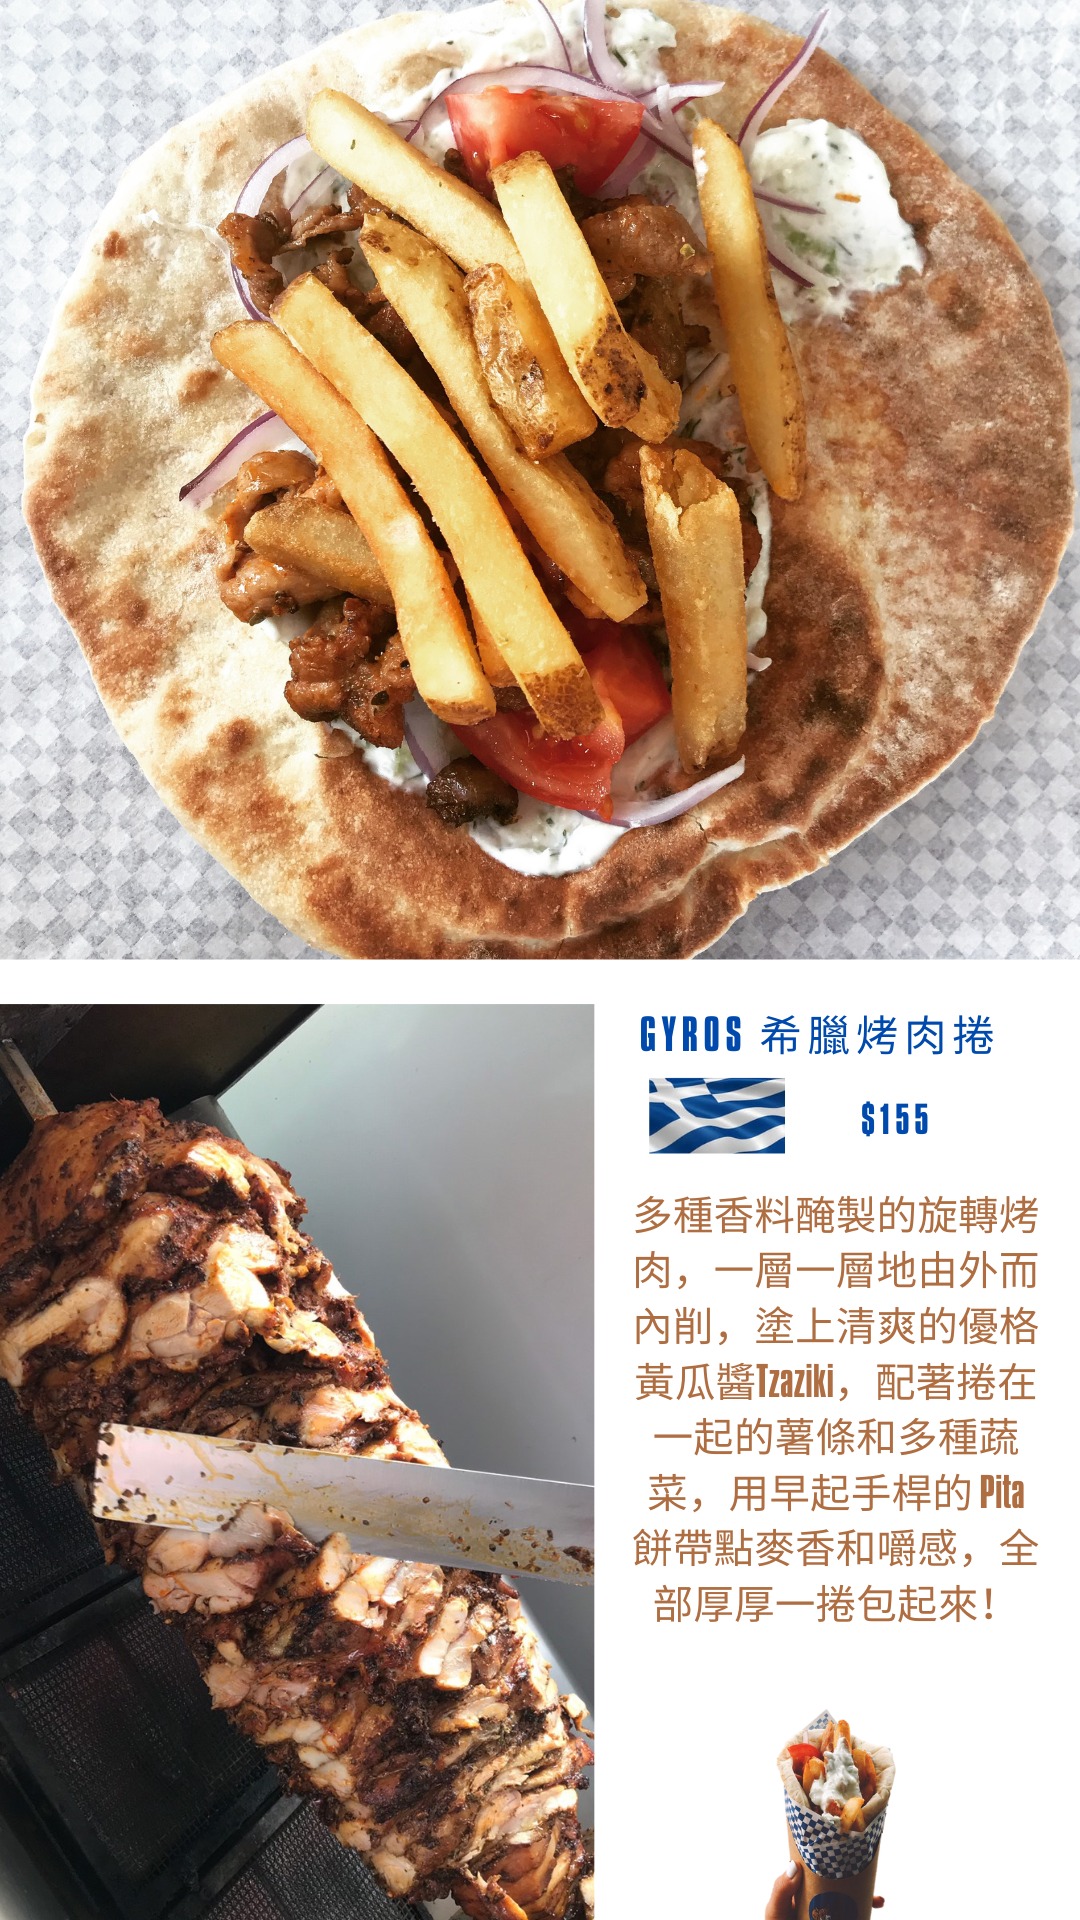 GYROS 希臘烤肉捲
$155
多種香料醃製的旋轉烤
肉，一層一層地由外而
內削，塗上清爽的優格
黃瓜醬Tzaziki，配著捲在
一起的薯條和多種蔬
菜，用早起手桿的 Pita
餅帶點麥香和嚼感，全
部厚厚一捲包起來！